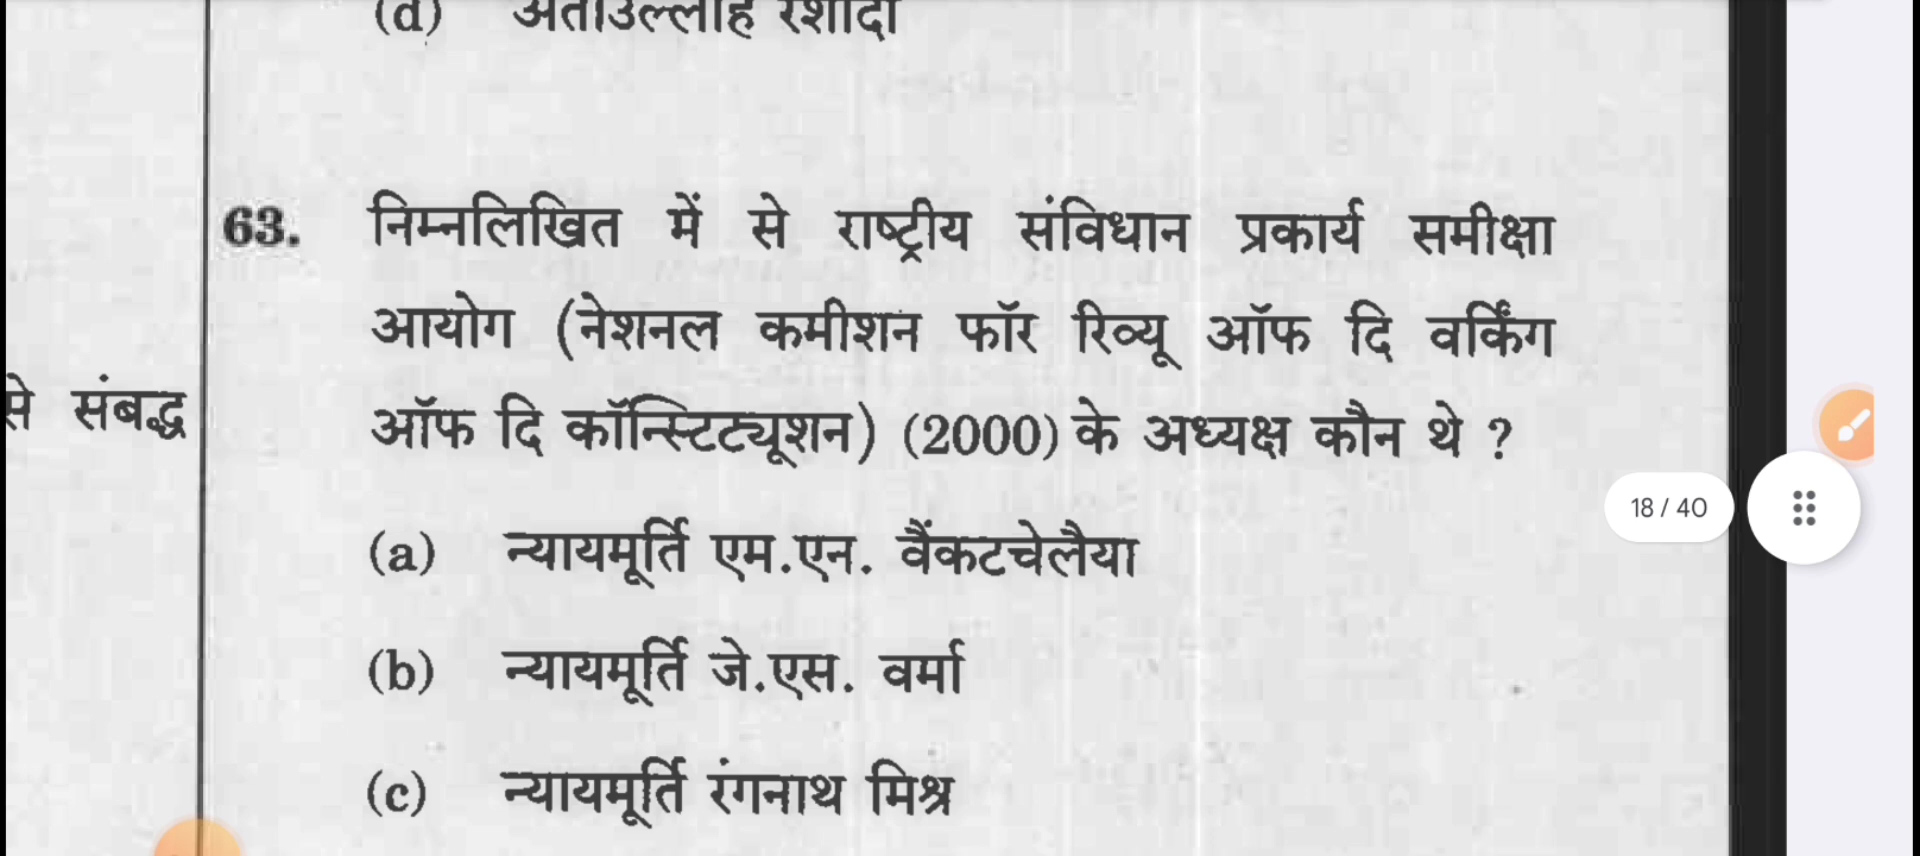 (d) अताउल्लाह रशादी
63. निम्नलिखित में से राष्ट्रीय संविधान प्रकार्य समीक्षा
आयोग (नेशनल कमीशन फॉर रिव्यू ऑफ दि वर्किंग
से संबद्ध
ऑफ दि कॉन्स्टिट्यूशन) (2000) के अध्यक्ष कौन थे ?
18 / 40
(a) न्यायमूर्ति एम.एन. वैंकटचेलैया
(b) न्यायमूर्ति जे.एस. वर्मा
(c) न्यायमूर्ति रंगनाथ मिश्र